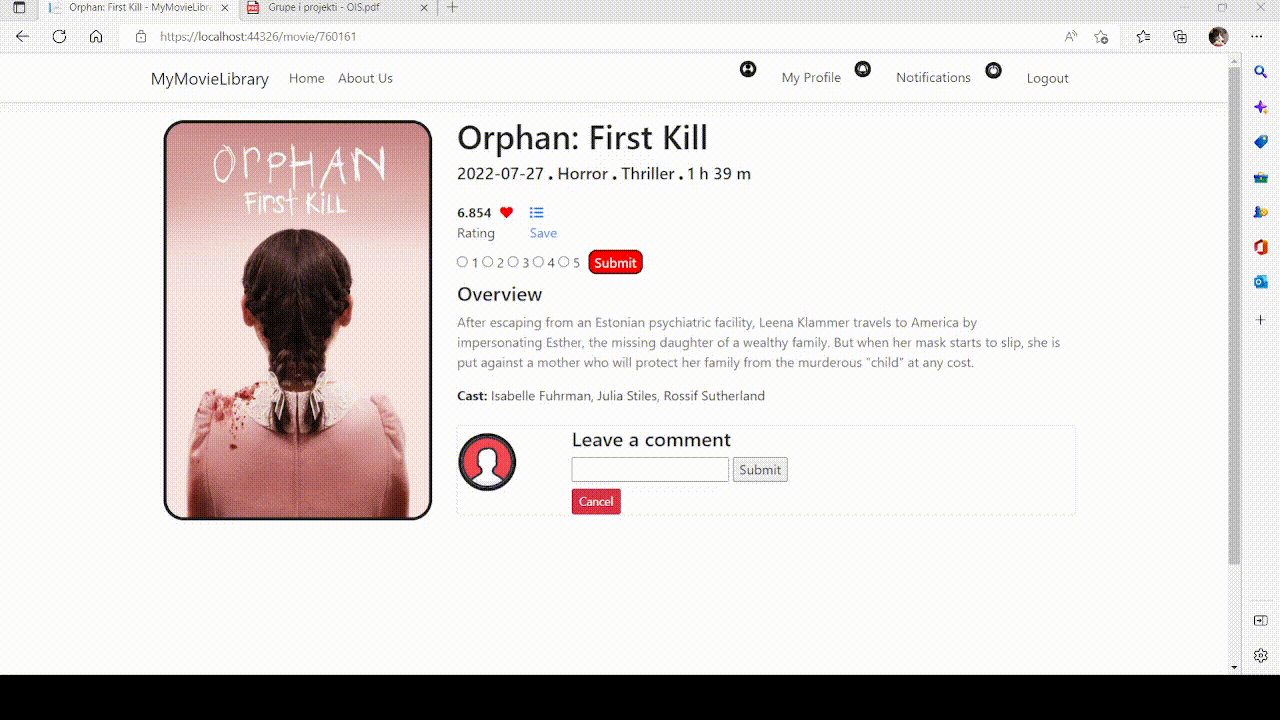 Orphan: First Kill - MyMovieLibra
Grupe i projekti - OIS.pdf
https://localhost:44326/movie/760161
MyMovieLibrary Home About Us My Profile Notifications Logout
ORPHAN
First Kill
Orphan: First Kill
2022-07-27 . Horror . Thriller . 1 h 39 m
6.854
Rating Save
1 2 3 4 5 Submit
Overview
After escaping from an Estonian psychiatric facility, Leena Klammer travels to America by
impersonating Esther, the missing daughter of a wealthy family. But when her mask starts to slip, she is
put against a mother who will protect her family from the murderous "child" at any cost.
Cast: Isabelle Fuhrman, Julia Stiles, Rossif Sutherland
Leave a comment
Submit
Cancel